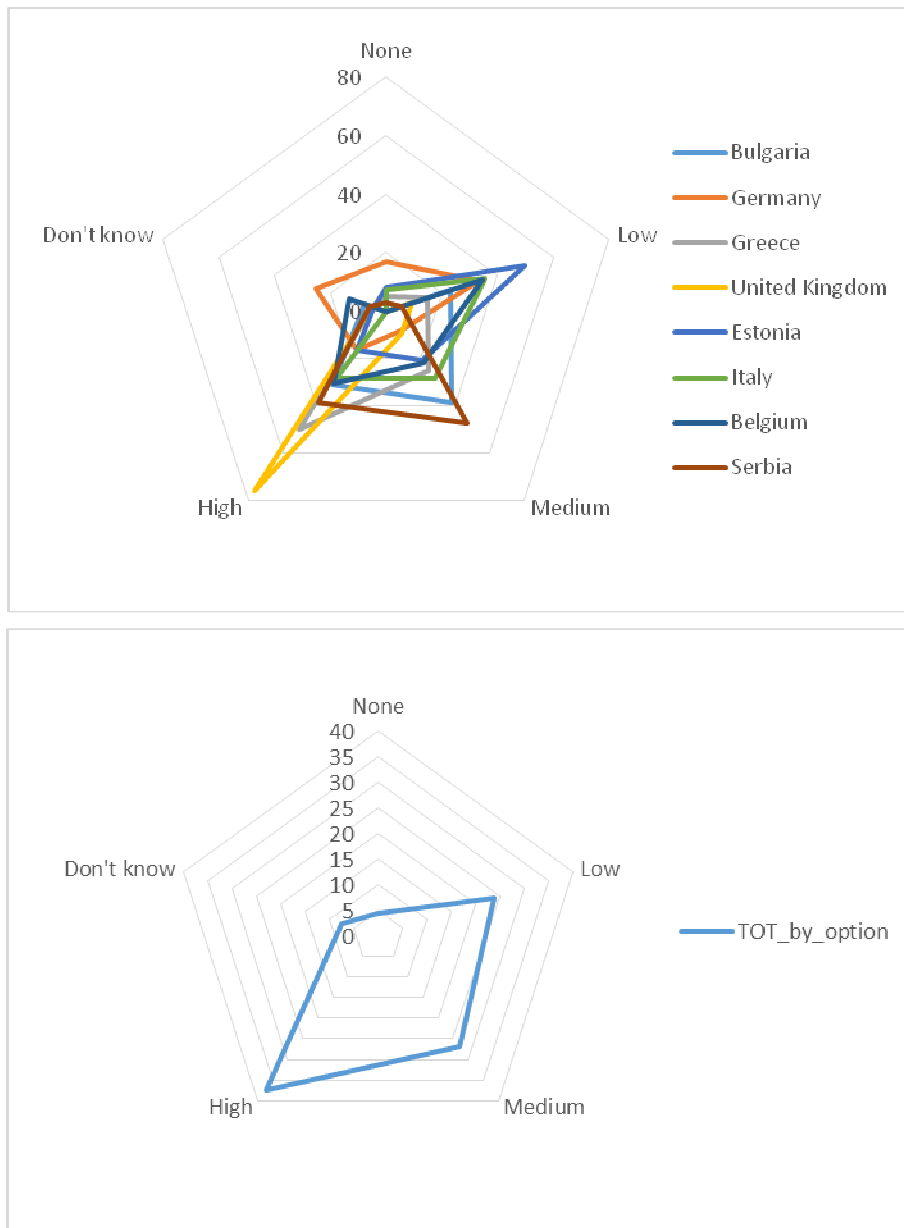 None
80
60
40
20
0
Don't know
Low
High
Medium
Bulgaria
Germany
Greece
United Kingdom
Estonia
Italy
Belgium
Serbia
None
40
35
30
25
20
15
10
5
0
Don't know
Low
High
Medium
TOT_by_option